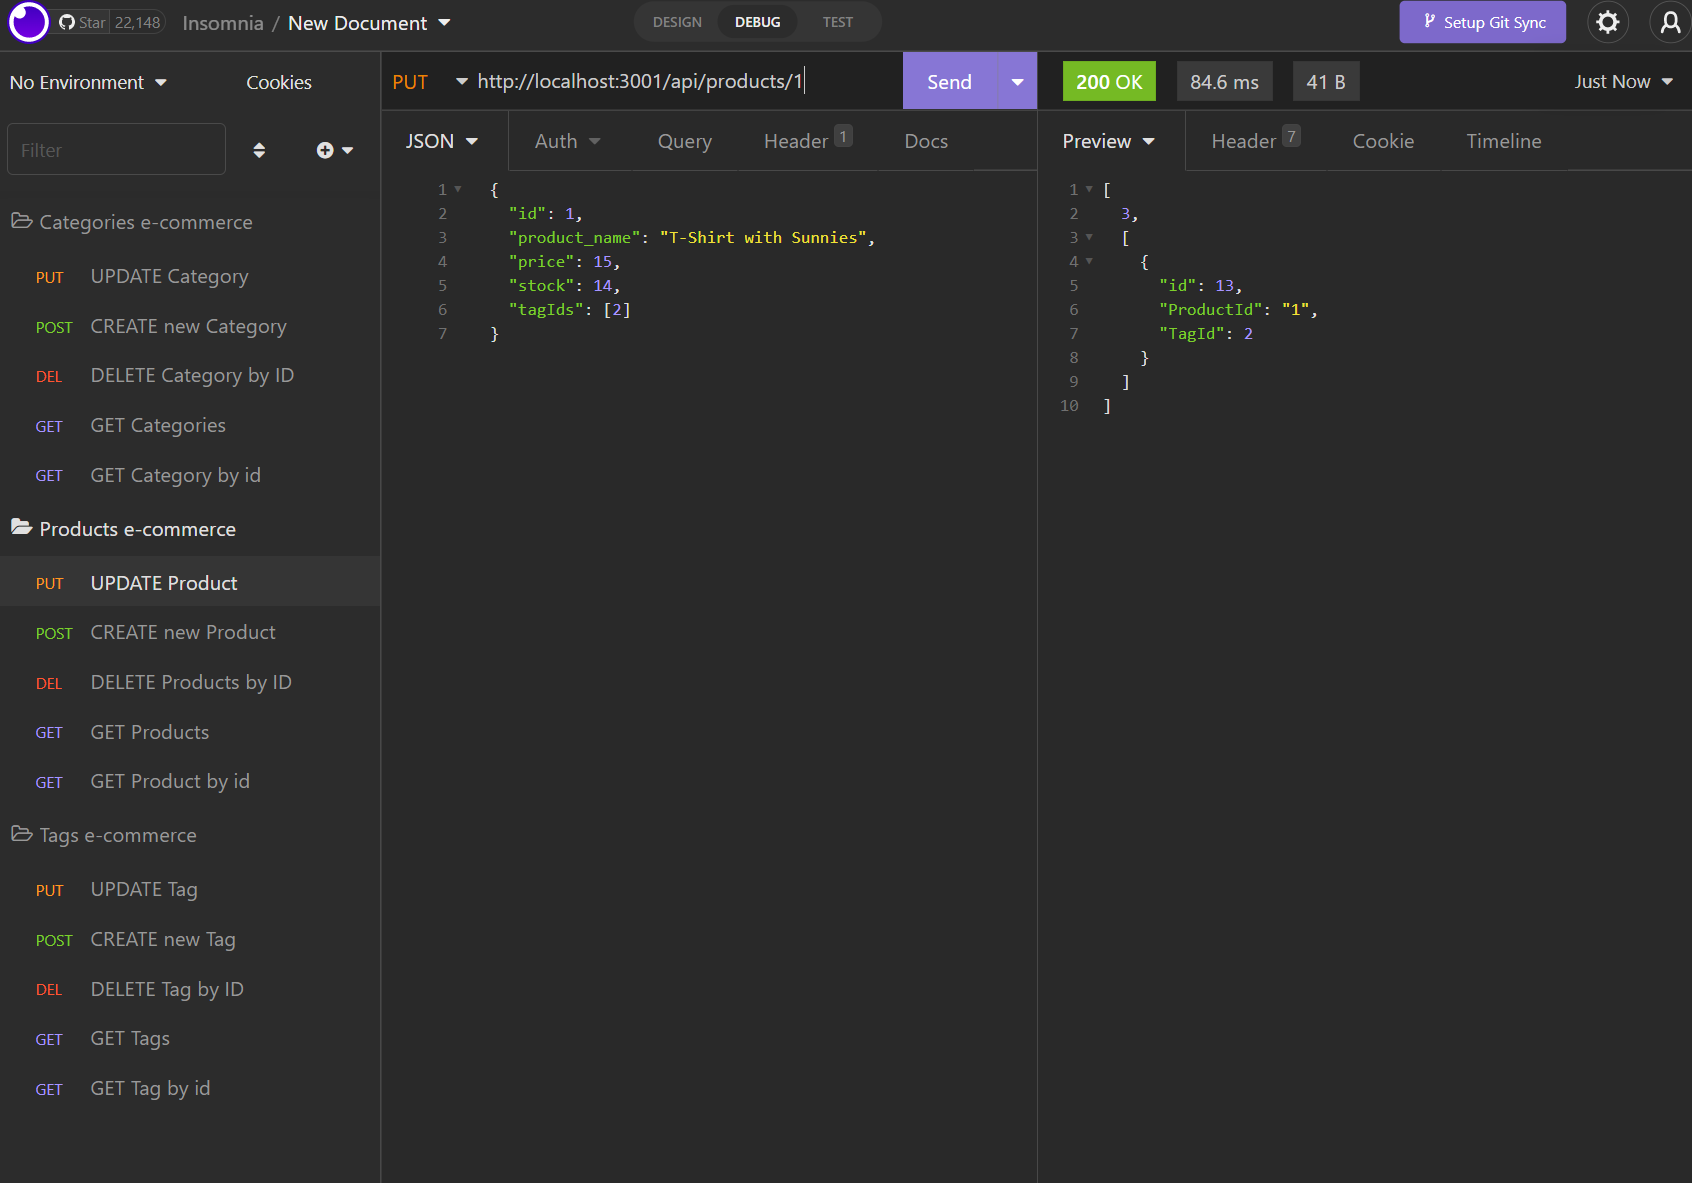 Star 22,148 Insomnia / New Document DESIGN DEBUG TEST Setup Git Sync
No Environment Cookies PUT http://localhost:3001/api/products/1 Send 200 OK 84.6 ms 41 B Just Now
Filter
JSON Auth Query Header 1 Docs
Preview Header 7 Cookie Timeline
Categories e-commerce
PUT UPDATE Category
POST CREATE new Category
DEL DELETE Category by ID
GET GET Categories
GET GET Category by id
Products e-commerce
PUT UPDATE Product
POST CREATE new Product
DEL DELETE Products by ID
GET GET Products
GET GET Product by id
Tags e-commerce
PUT UPDATE Tag
POST CREATE new Tag
DEL DELETE Tag by ID
GET GET Tags
GET GET Tag by id
1 {
2 "id": 1,
3 "product_name": "T-Shirt with Sunnies",
4 "price": 15,
5 "stock": 14,
6 "tagIds": [2]
7 }
1 [
2 3,
3 [
4 {
5 "id": 13,
6 "ProductId": "1",
7 "TagId": 2
8 }
9 ]
10 ]